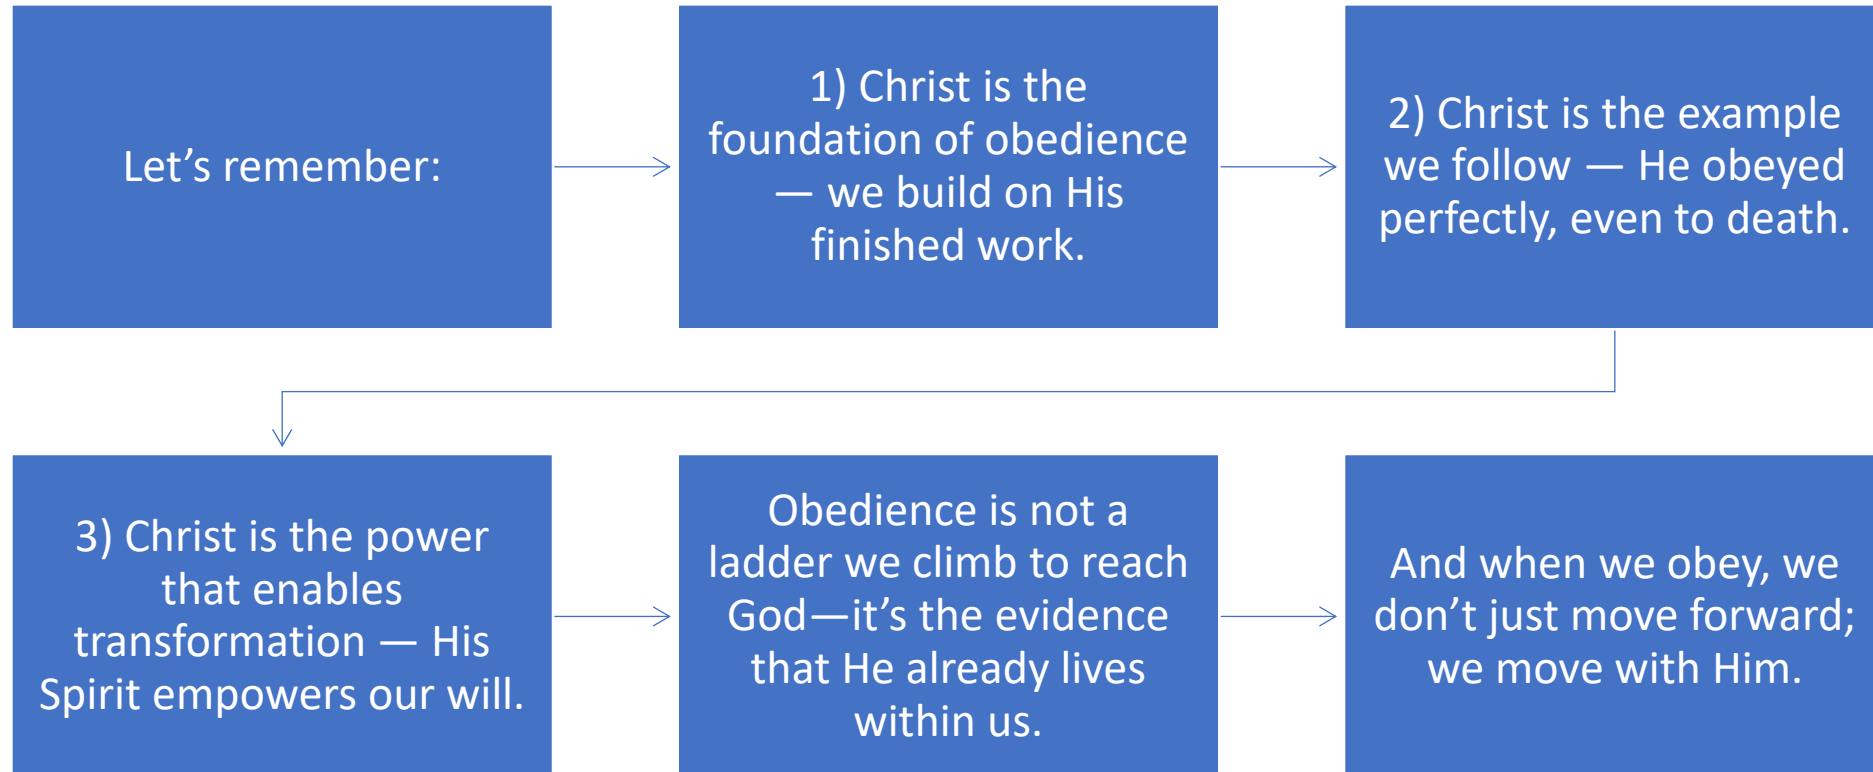 Let’s remember:
1) Christ is the
foundation of obedience
— we build on His
finished work.
2) Christ is the example
we follow — He obeyed
perfectly, even to death.
3) Christ is the power
that enables
transformation — His
Spirit empowers our will.
Obedience is not a
ladder we climb to reach
God—it’s the evidence
that He already lives
within us.
And when we obey, we
don’t just move forward;
we move with Him.